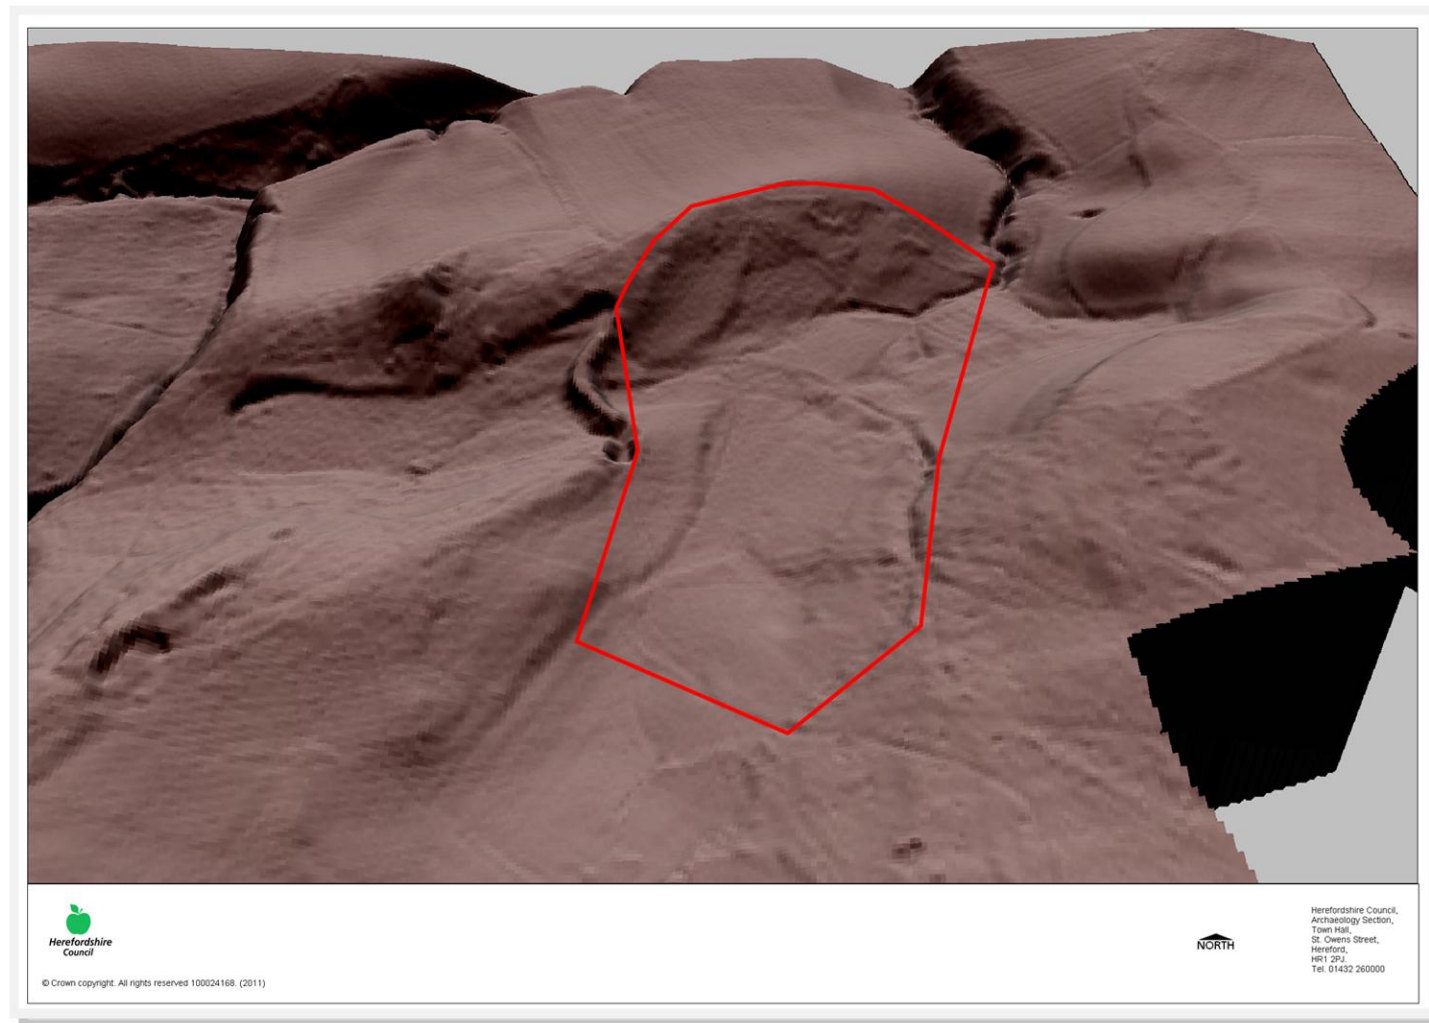 Herefordshire
Council
© Crown copyright. All rights reserved 100024168. (2011)
NORTH
Herefordshire Council,
Archaeology Section,
Town Hall,
St. Owens Street,
Hereford,
HR1 2PJ.
Tel. 01432 260000